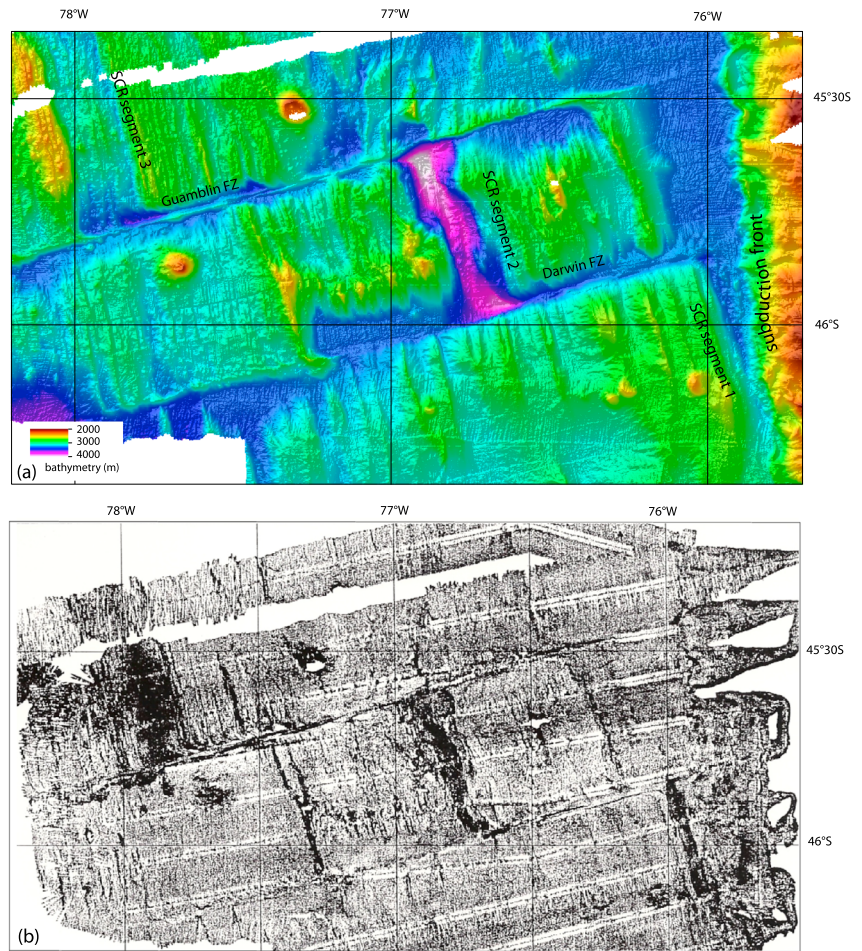 78°W 77°W 76°W
45°30S
SCR segment 3
Guamblin FZ
SCR segment 2
Darwin FZ
subduction front
46°S
SCR segment 1
2000
3000
4000
bathymetry (m)
(a)
78°W 77°W 76°W
45°30S
46°S
(b)